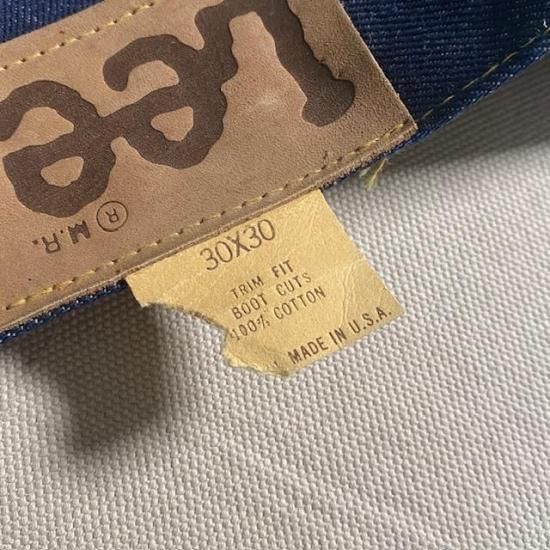 Lee
® M.R.
30X30
TRIM FIT
BOOT CUTS
100% COTTON
MADE IN U.S.A.